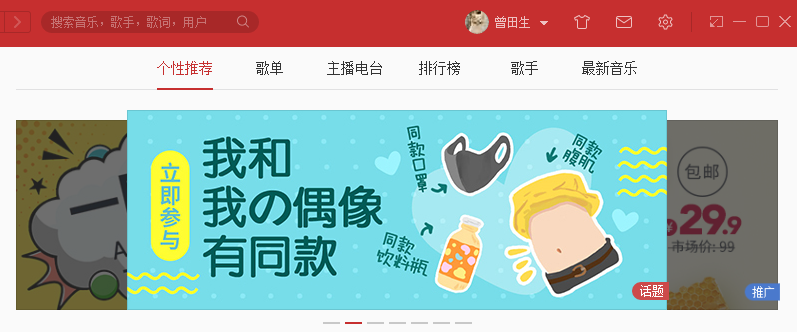 搜索音乐，歌手，歌词，用户
曾田生
个性推荐
歌单
主播电台
排行榜
歌手
最新音乐
立即参与
我和
我の偶像
有同款
同款
口罩
同款
腹肌
同款
饮料瓶
包邮
¥29.9
市场价: 99
话题
推广